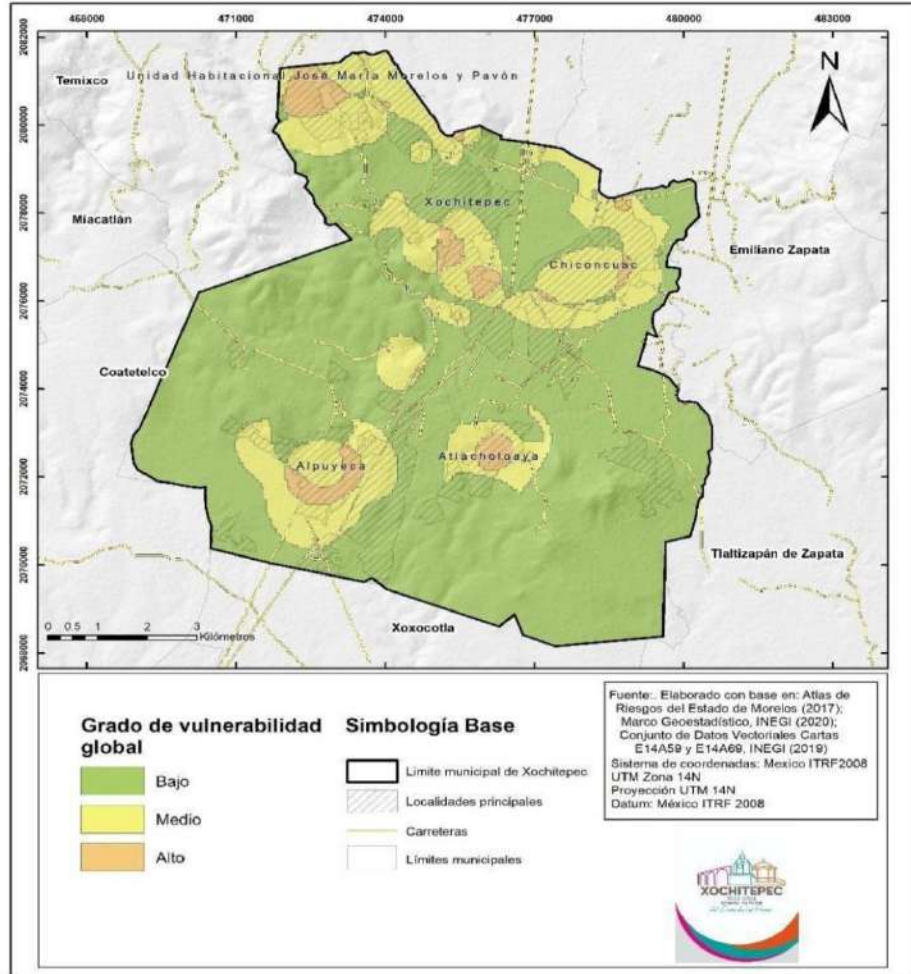 468000 471000 474000 477000 480000 483000
2082000
2080000
2078000
2076000
2074000
2072000
2070000
2068000
Temixco
Unidad Habitacional José María Morelos y Pavón
N
Xochitepec
Miacatlán
Emiliano Zapata
Chiconcuac
Coatetelco
Alpuyeca
Atlacholoaya
Tlaltizapán de Zapata
Xoxocotla
0 0.5 1 2 3
Kilómetros
Grado de vulnerabilidad
global
Bajo
Medio
Alto
Simbología Base
Limite municipal de Xochitepec
Localidades principales
Carreteras
Límites municipales
Fuente:. Elaborado con base en: Atlas de
Riesgos del Estado de Morelos (2017);
Marco Geoestadístico, INEGI (2020);
Conjunto de Datos Vectoriales Cartas
E14A59 y E14A69, INEGI (2019)
Sistema de coordenadas: Mexico ITRF2008
UTM Zona 14N
Proyección UTM 14N
Datum: México ITRF 2008
XOCHITEPEC